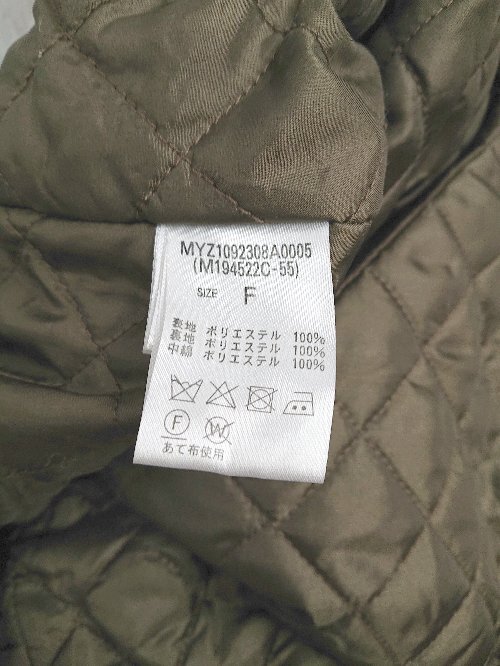 MYZ1092308A0005
(M194522C-55)
SIZE F
表地 ポリエステル 100%
裏地 ポリエステル 100%
中綿 ポリエステル 100%
F W
あて布使用